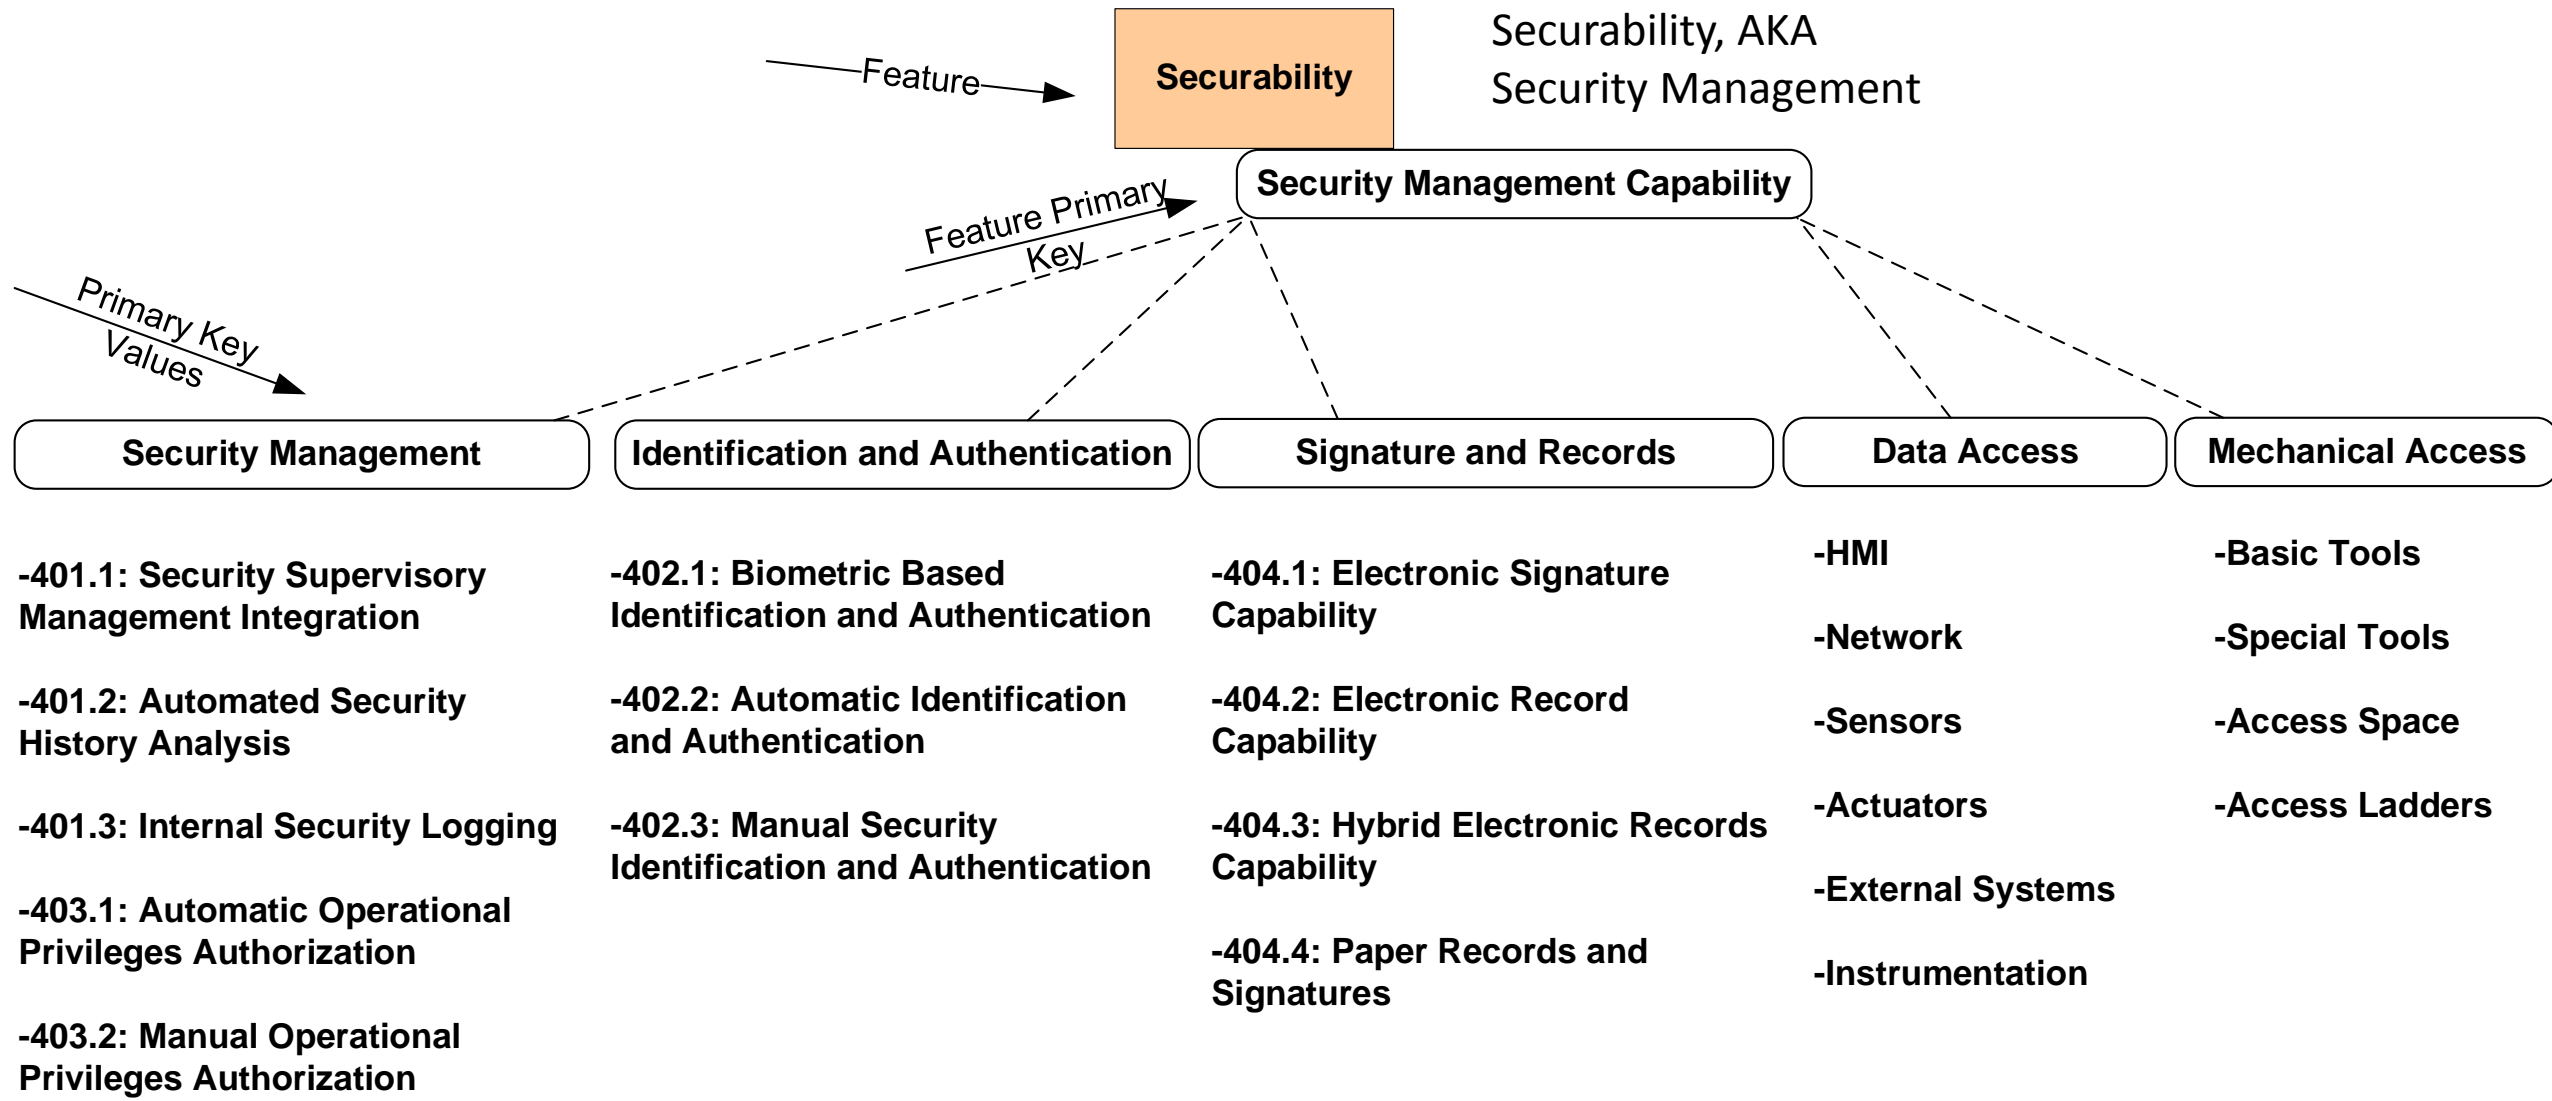 Securability, AKA
Security Management
Feature
Securability
Feature Primary
Key
Security Management Capability
Primary Key
Values
Security Management
Identification and Authentication
Signature and Records
Data Access
Mechanical Access
-401.1: Security Supervisory
Management Integration
-401.2: Automated Security
History Analysis
-401.3: Internal Security Logging
-403.1: Automatic Operational
Privileges Authorization
-403.2: Manual Operational
Privileges Authorization
-402.1: Biometric Based
Identification and Authentication
-402.2: Automatic Identification
and Authentication
-402.3: Manual Security
Identification and Authentication
-404.1: Electronic Signature
Capability
-404.2: Electronic Record
Capability
-404.3: Hybrid Electronic Records
Capability
-404.4: Paper Records and
Signatures
-HMI
-Network
-Sensors
-Actuators
-External Systems
-Instrumentation
-Basic Tools
-Special Tools
-Access Space
-Access Ladders